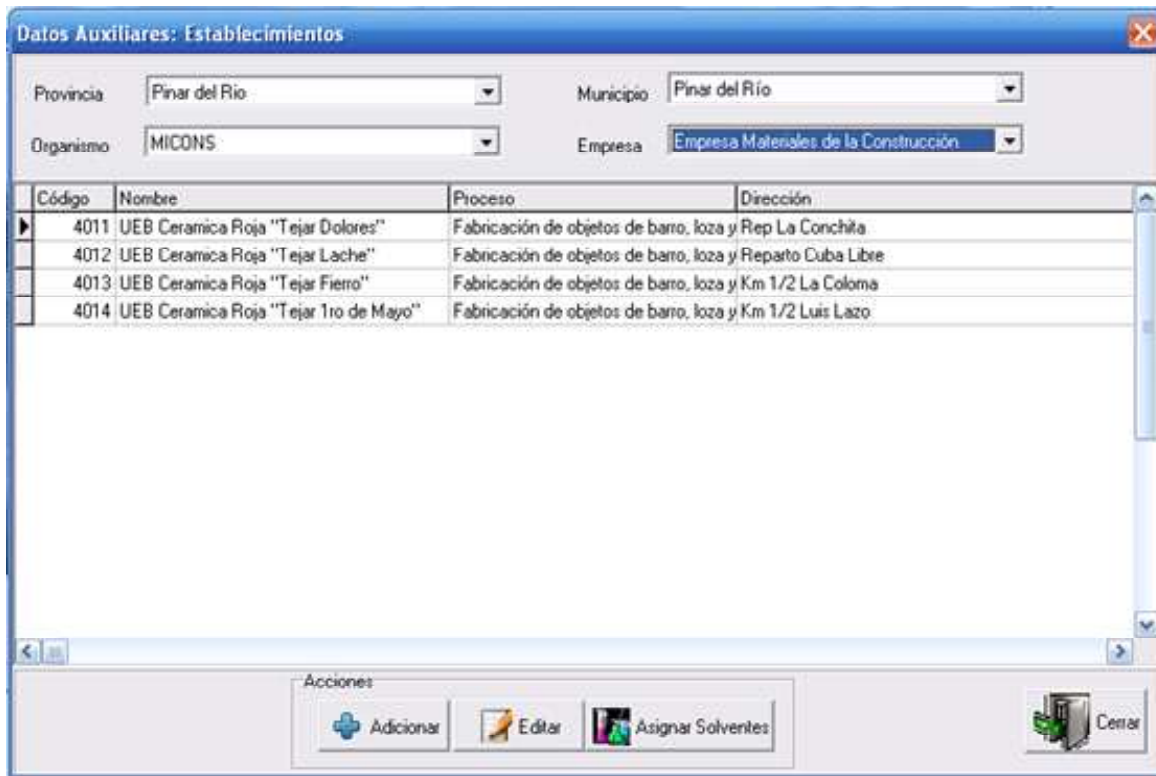 Datos Auxiliares: Establecimientos
Provincia Pinar del Rio Municipio Pinar del Río
Organismo MICONS Empresa Empresa Materiales de la Construcción
Código Nombre Proceso Dirección
4011 UEB Ceramica Roja "Tejar Dolores" Fabricación de objetos de barro, loza y Rep La Conchita
4012 UEB Ceramica Roja "Tejar Lache" Fabricación de objetos de barro, loza y Reparto Cuba Libre
4013 UEB Ceramica Roja "Tejar Fierro" Fabricación de objetos de barro, loza y Km 1/2 La Coloma
4014 UEB Ceramica Roja "Tejar 1ro de Mayo" Fabricación de objetos de barro, loza y Km 1/2 Luis Lazo
Acciones
Adicionar Editar Asignar Solventes Cerrar